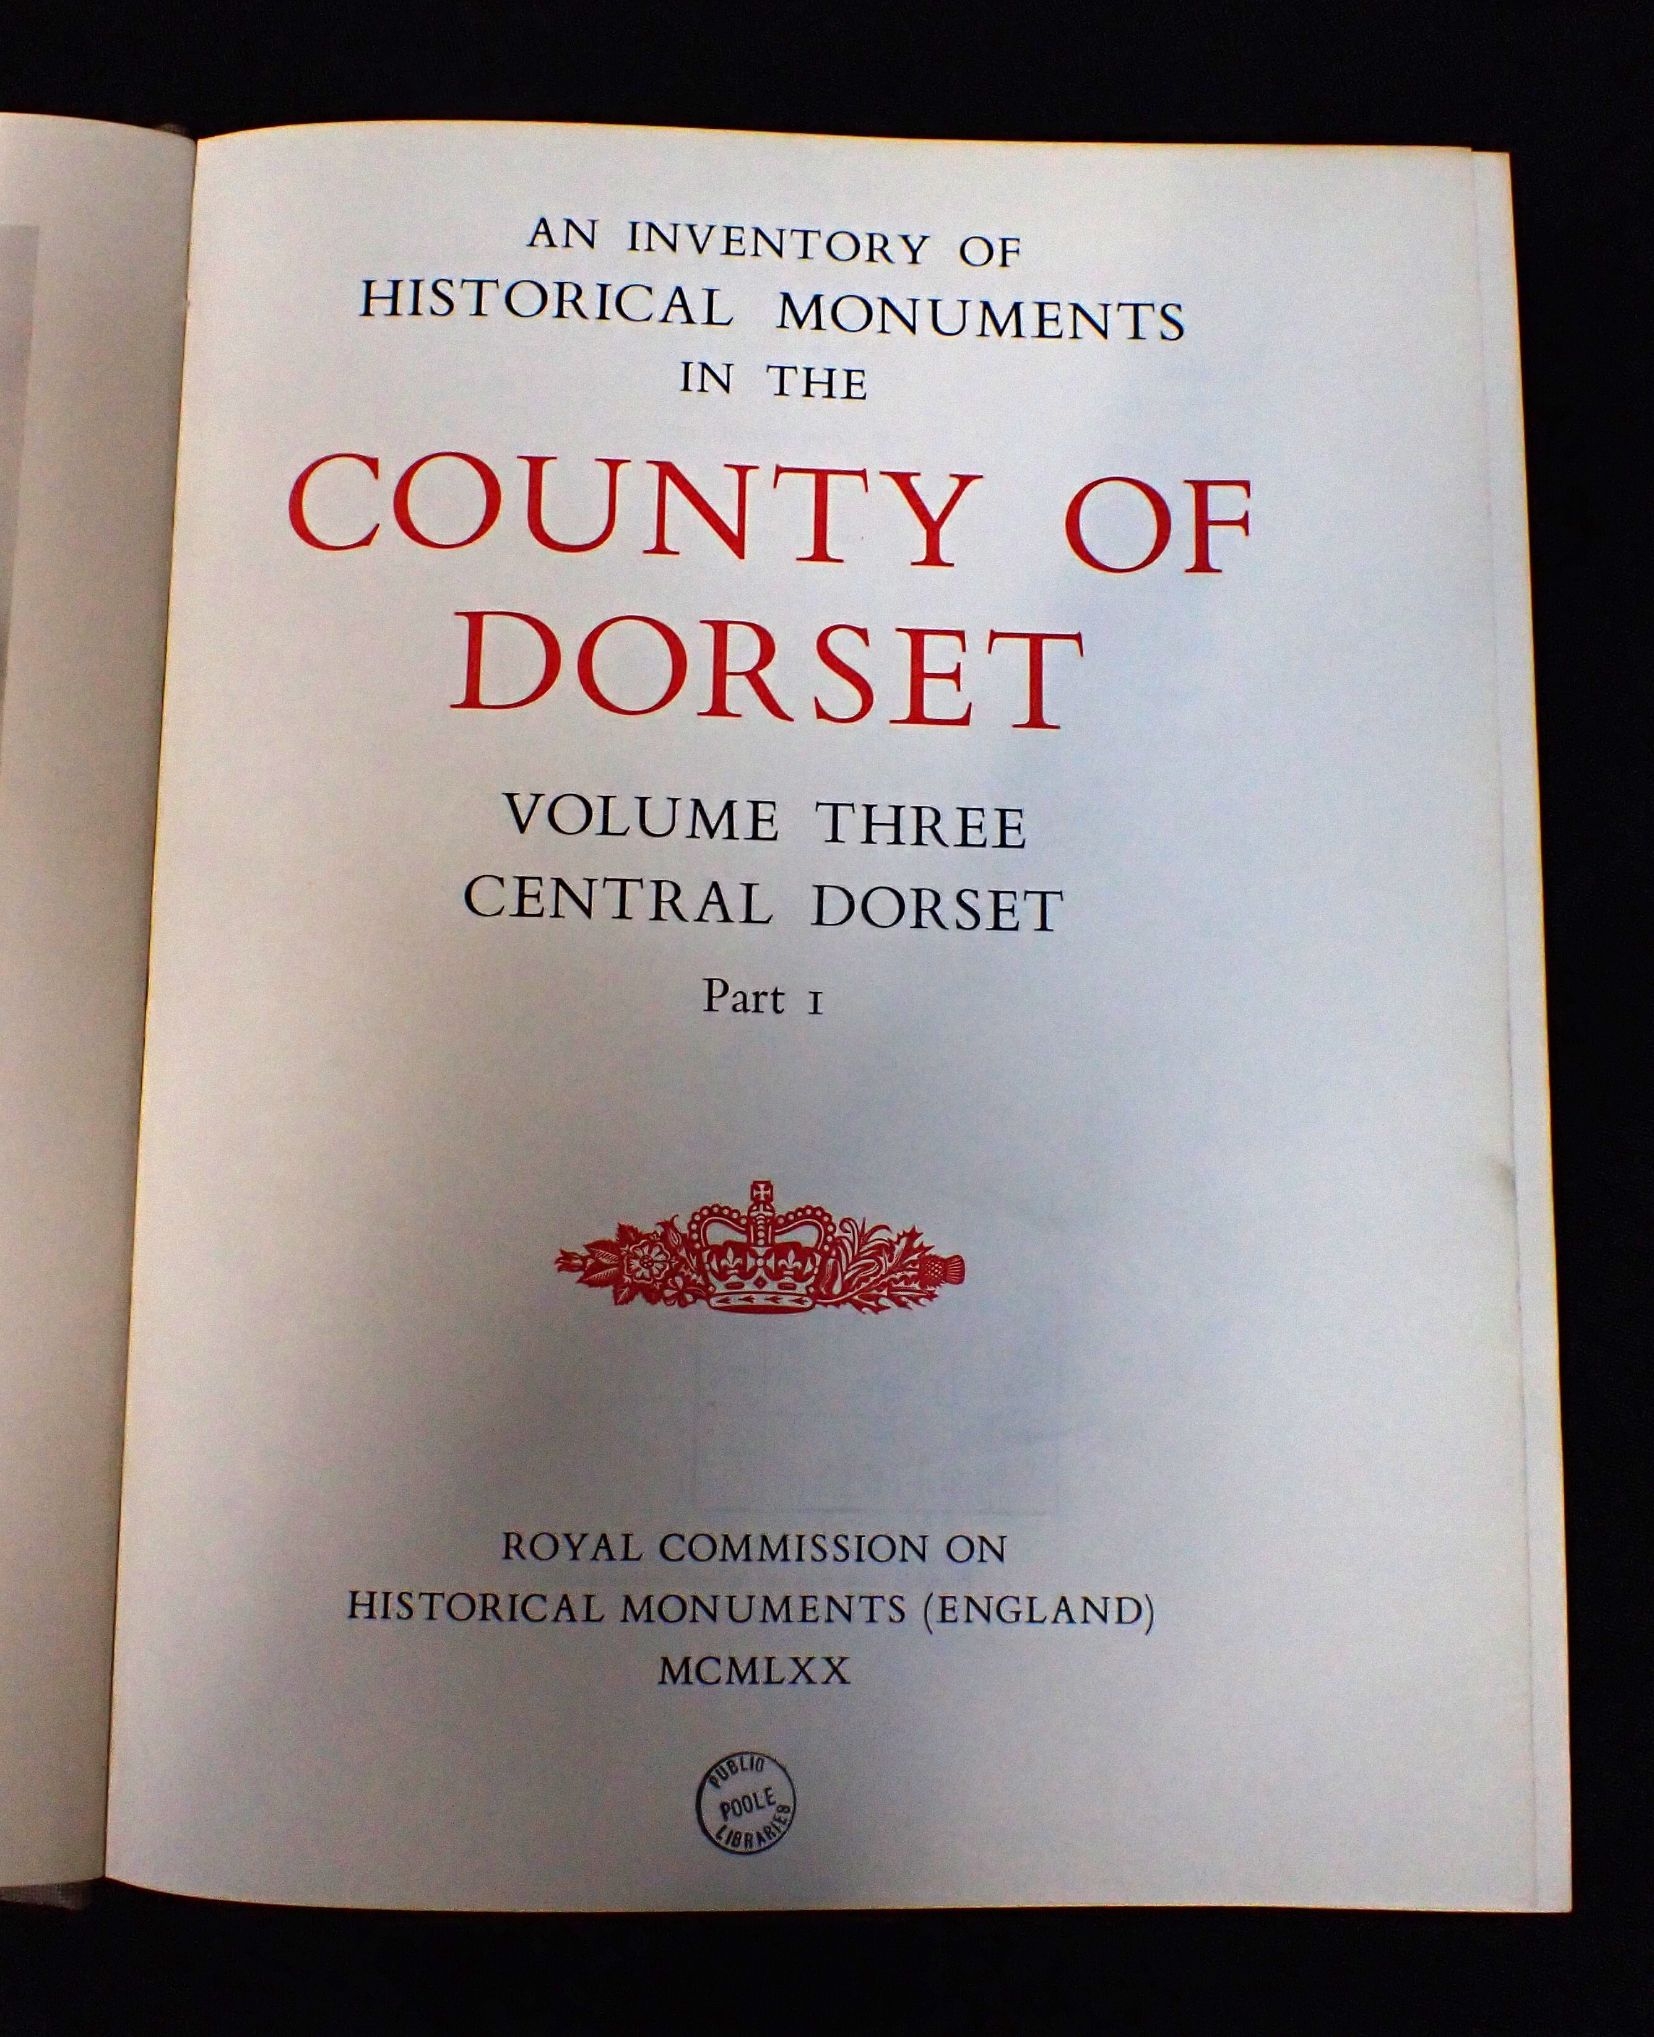 AN INVENTORY OF
HISTORICAL MONUMENTS
IN THE
COUNTY OF
DORSET
VOLUME THREE
CENTRAL DORSET
Part I
ROYAL COMMISSION ON
HISTORICAL MONUMENTS (ENGLAND)
MCMLXX
PUBLIC
POOLE
LIBRARIES